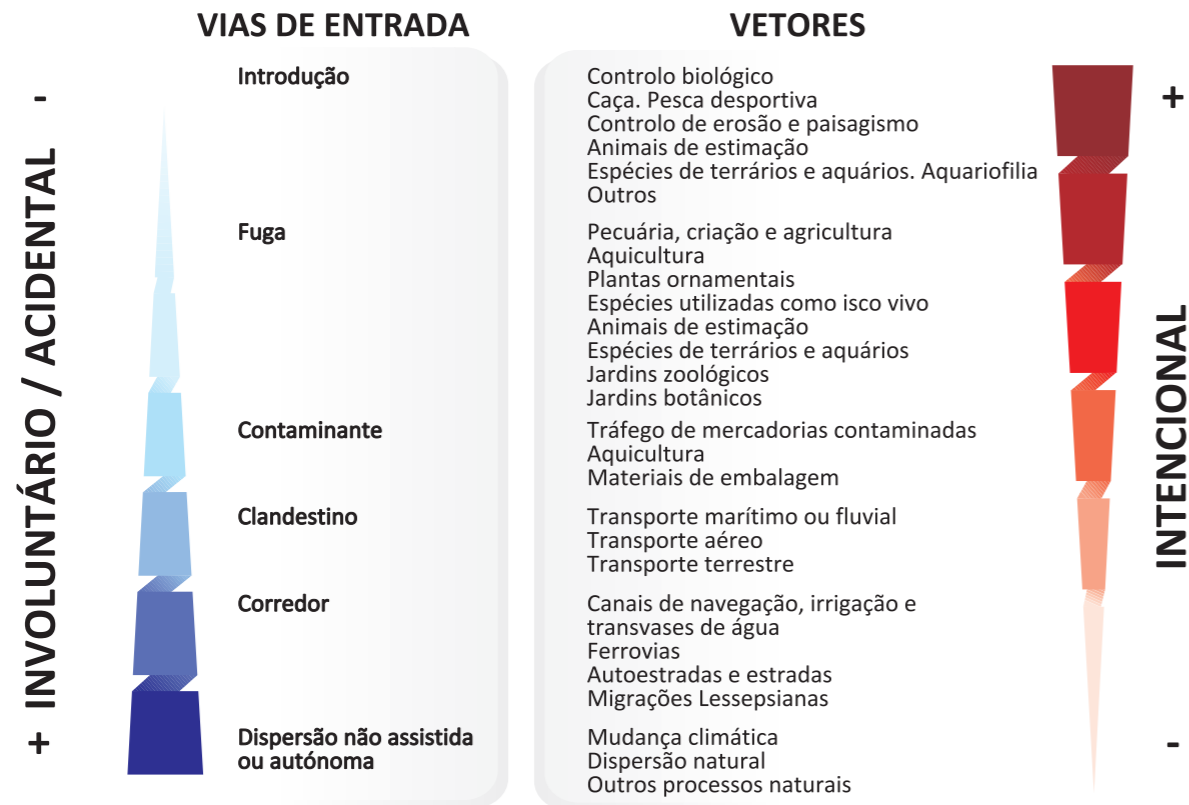 VIAS DE ENTRADA
VETORES
- INVOLUNTÁRIO / ACIDENTAL +
Introdução
Controlo biológico
Caça. Pesca desportiva
Controlo de erosão e paisagismo
Animais de estimação
Espécies de terrários e aquários. Aquariofilia
Outros
Fuga
Pecuária, criação e agricultura
Aquicultura
Plantas ornamentais
Espécies utilizadas como isco vivo
Animais de estimação
Espécies de terrários e aquários
Jardins zoológicos
Jardins botânicos
Contaminante
Tráfego de mercadorias contaminadas
Aquicultura
Materiais de embalagem
Clandestino
Transporte marítimo ou fluvial
Transporte aéreo
Transporte terrestre
Corredor
Canais de navegação, irrigação e
transvases de água
Ferrovias
Autoestradas e estradas
Migrações Lessepsianas
Dispersão não assistida
ou autónoma
Mudança climática
Dispersão natural
Outros processos naturais
+ INTENCIONAL -